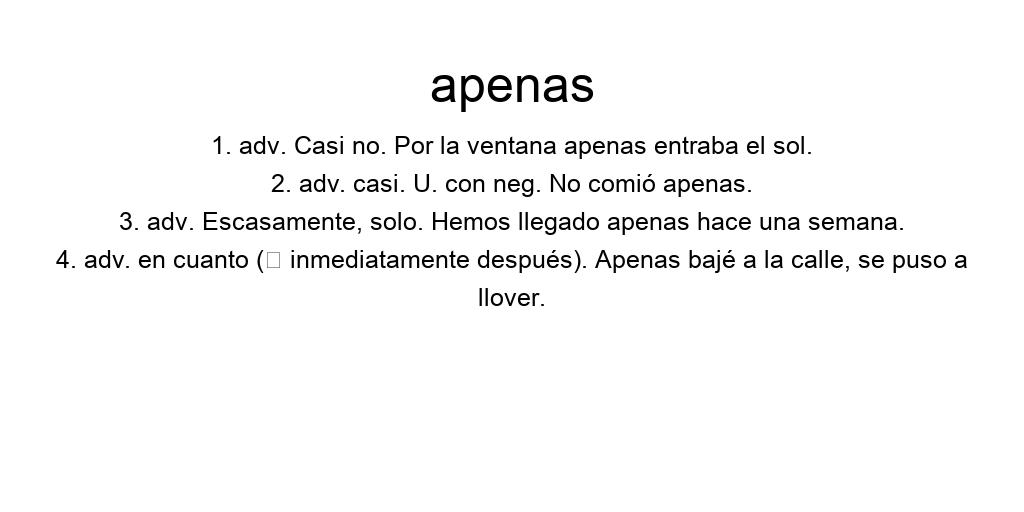 apenas
1. adv. Casi no. Por la ventana apenas entraba el sol.
2. adv. casi. U. con neg. No comió apenas.
3. adv. Escasamente, solo. Hemos llegado apenas hace una semana.
4. adv. en cuanto (▯ inmediatamente después). Apenas bajé a la calle, se puso a
llover.